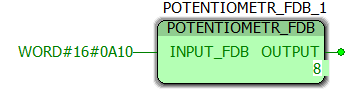 POTENTIOMETR_FDB_1
POTENTIOMETR_FDB
WORD#16#0A10 INPUT_FDB OUTPUT
8